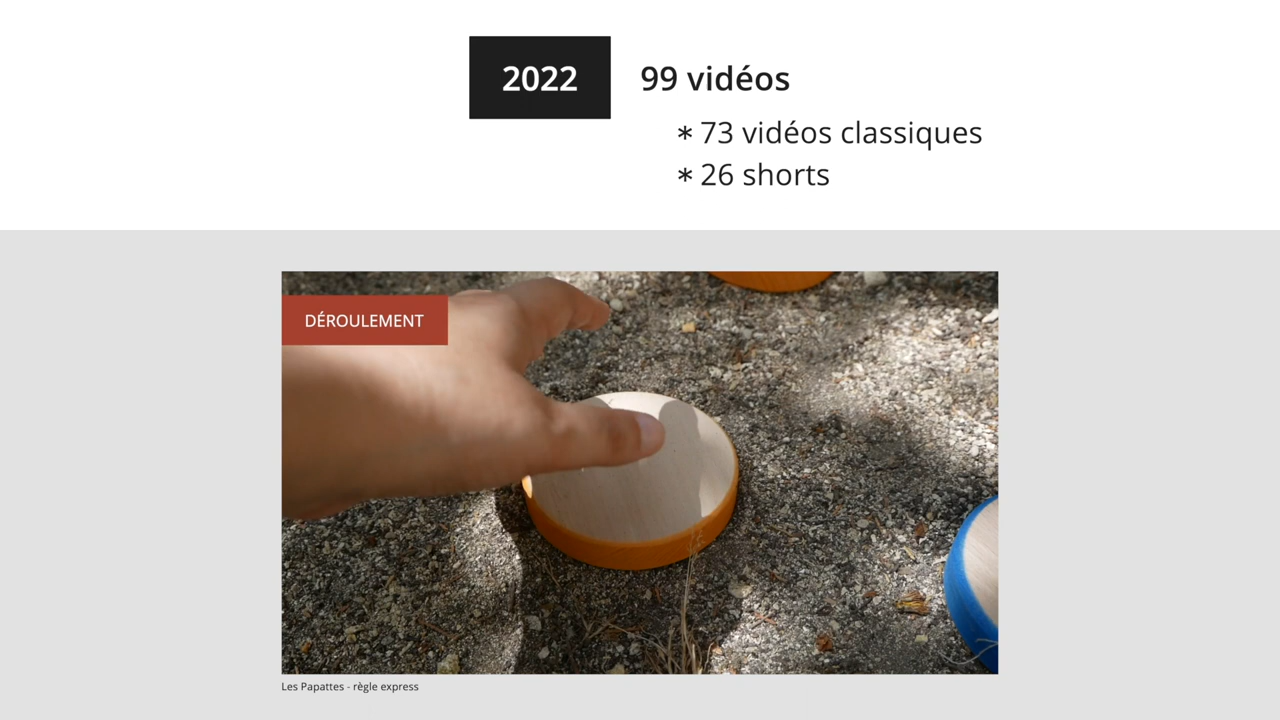 2022
99 vidéos
* 73 vidéos classiques
* 26 shorts
DÉROULEMENT
Les Papattes - règle express